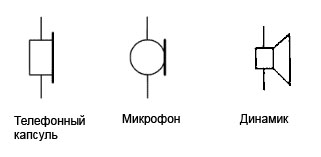 Телефонный
капсуль
Микрофон
Динамик